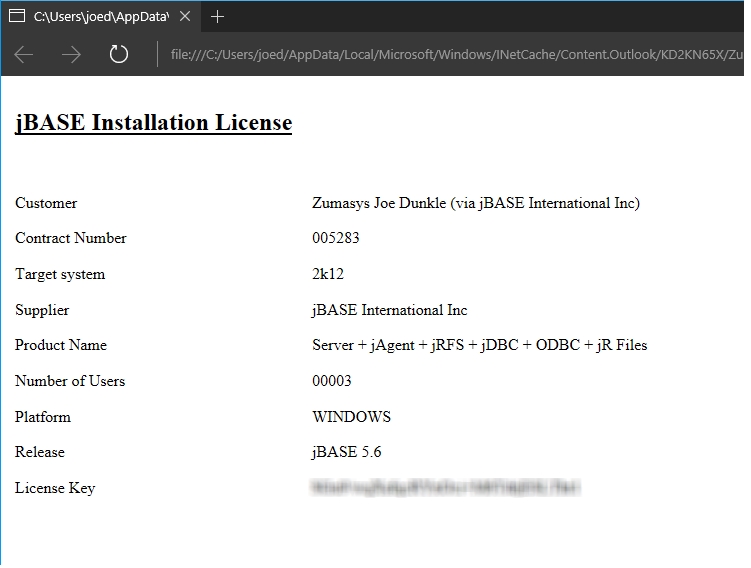 C:\Users\joed\AppData\
file:///C:/Users/joed/AppData/Local/Microsoft/Windows/INetCache/Content.Outlook/KD2KN65X/Zu
jBASE Installation License
Customer Zumasys Joe Dunkle (via jBASE International Inc)
Contract Number 005283
Target system 2k12
Supplier jBASE International Inc
Product Name Server + jAgent + jRFS + jDBC + ODBC + jR Files
Number of Users 00003
Platform WINDOWS
Release jBASE 5.6
License Key